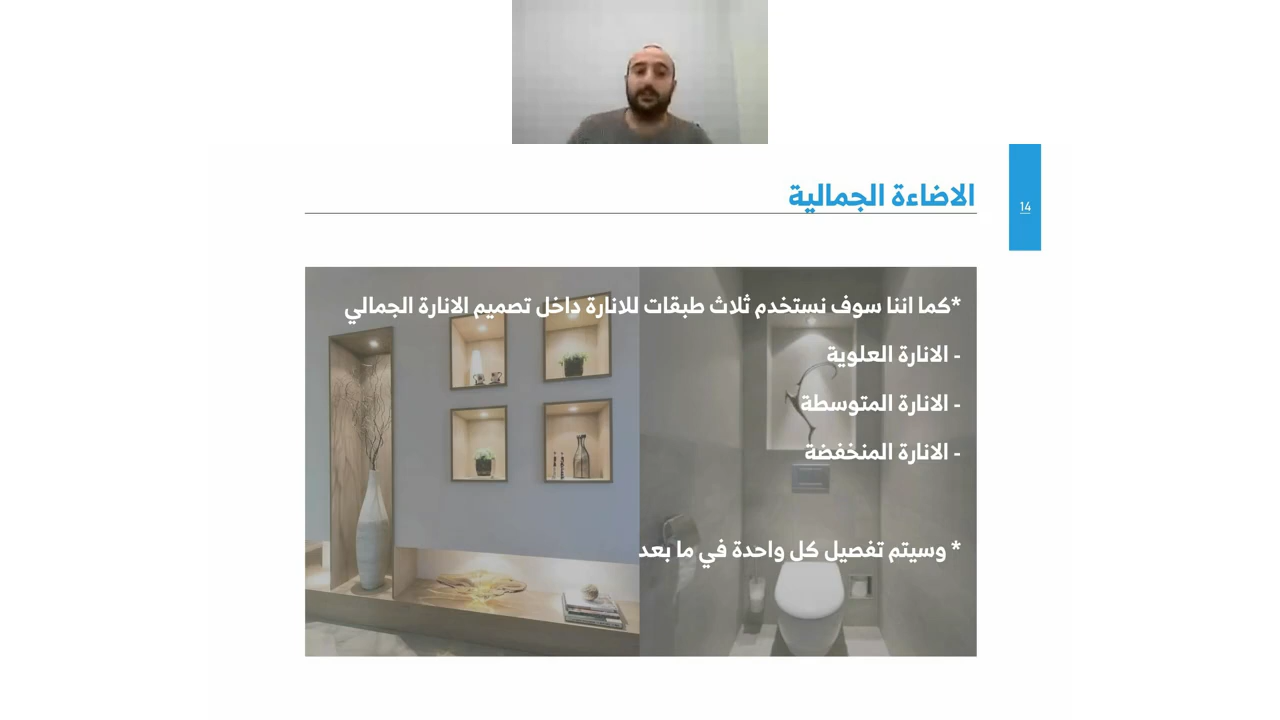 الاضاءة الجمالية
14
*كما اننا سوف نستخدم ثلاث طبقات للانارة داخل تصميم الانارة الجمالي
- الانارة العلوية
- الانارة المتوسطة
- الانارة المنخفضة
* وسيتم تفصيل كل واحدة في ما بعد